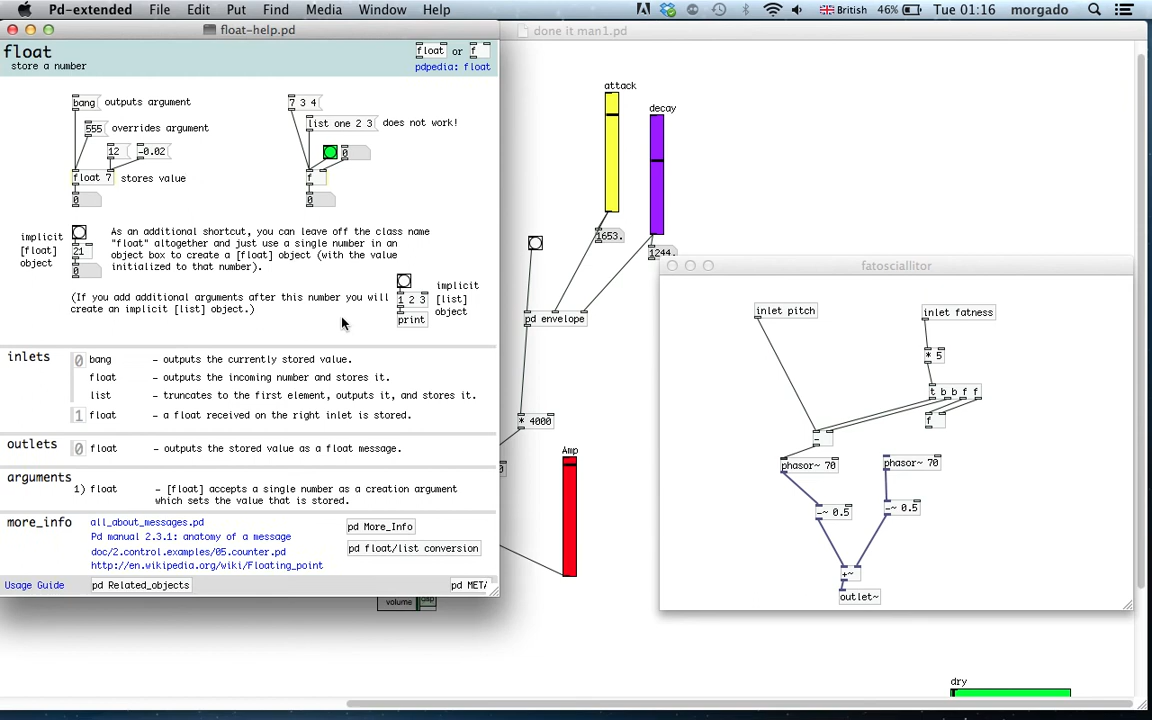 Pd-extended File Edit Put Find Media Window Help
British 46% Tue 01:16 morgado
float-help.pd
done it man1.pd
float
store a number
float or f
pdpedia: float
bang outputs argument
555 overrides argument
12 -0.02
float 7 stores value
0
7 3 4
list one 2 3 does not work!
0
f
0
implicit
[float]
object
21
0
As an additional shortcut, you can leave off the class name
"float" altogether and just use a single number in an
object box to create a [float] object (with the value
initialized to that number).
(If you add additional arguments after this number you will
create an implicit [list] object.)
1 2 3
print
implicit
[list]
object
inlets
0 bang - outputs the currently stored value.
float - outputs the incoming number and stores it.
list - truncates to the first element, outputs it, and stores it.
1 float - a float received on the right inlet is stored.
outlets
0 float - outputs the stored value as a float message.
arguments
1) float - [float] accepts a single number as a creation argument
which sets the value that is stored.
more_info
all_about_messages.pd
Pd manual 2.3.1: anatomy of a message
doc/2.control.examples/05.counter.pd
http://en.wikipedia.org/wiki/Floating_point
pd More_Info
pd float/list conversion
Usage Guide
pd Related_objects
pd META
attack
decay
1653.
1244.
pd envelope
* 4000
Amp
volume
dry
fatosciallitor
inlet pitch
inlet fatness
* 5
t b b f f
f
-
phasor~ 70
phasor~ 70
-~ 0.5
-~ 0.5
+~
outlet~